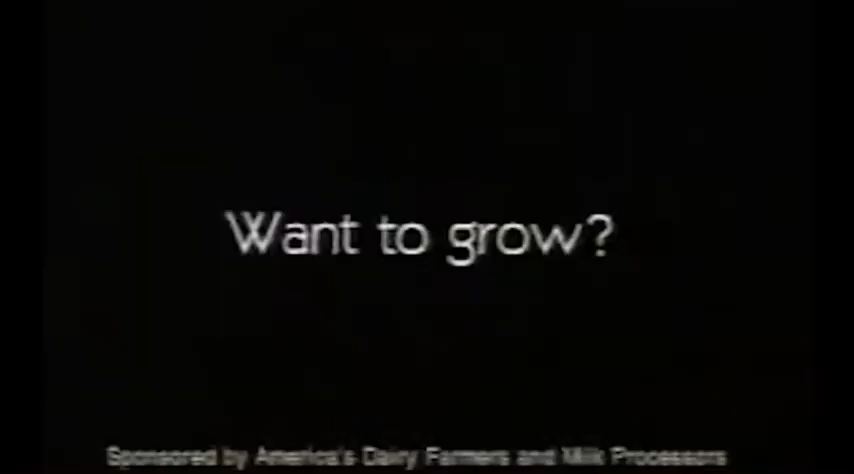 Want to grow?
Sponsored by America's Dairy Farmers and Milk Processors